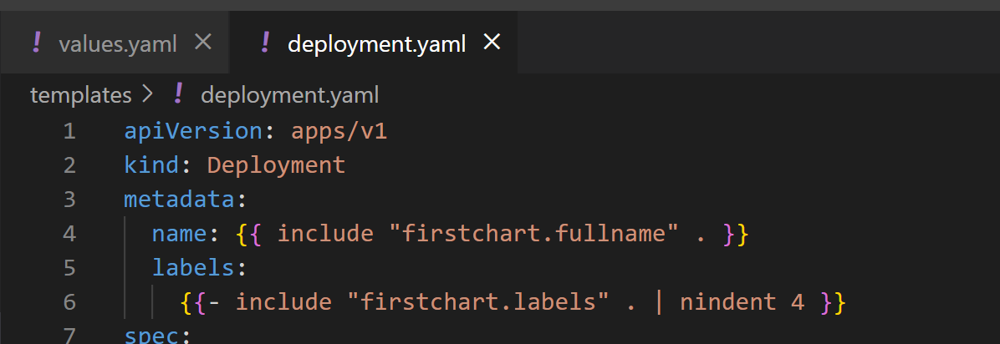 ! values.yaml × ! deployment.yaml ×
templates > ! deployment.yaml
1 apiVersion: apps/v1
2 kind: Deployment
3 metadata:
4 name: {{ include "firstchart.fullname" . }}
5 labels:
6 {{- include "firstchart.labels" . | nindent 4 }}
7 spec: